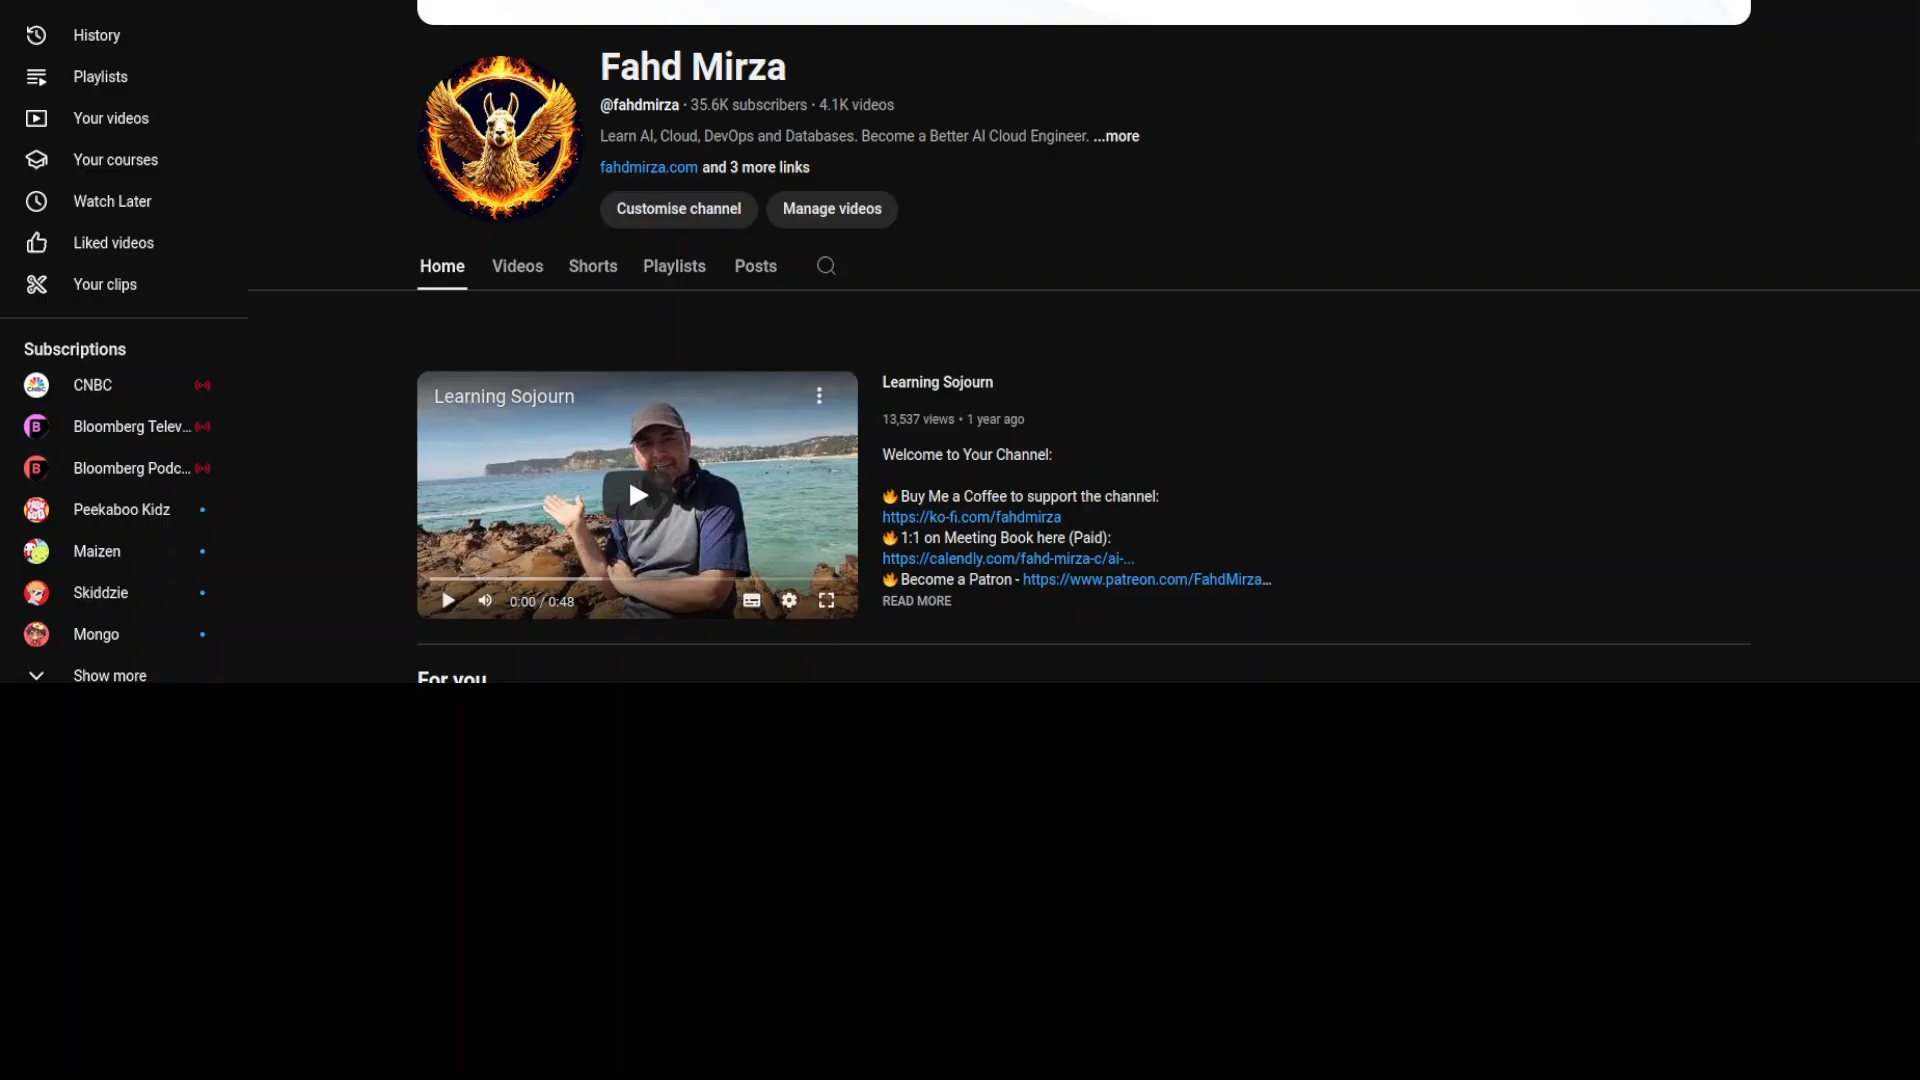 History
Playlists
Your videos
Your courses
Watch Later
Liked videos
Your clips
Subscriptions
CNBC
Bloomberg Telev...
Bloomberg Podc...
Peekaboo Kidz
Maizen
Skiddzie
Mongo
Show more
Fahd Mirza
@fahdmirza · 35.6K subscribers · 4.1K videos
Learn AI, Cloud, DevOps and Databases. Become a Better AI Cloud Engineer. ...more
fahdmirza.com and 3 more links
Customise channel Manage videos
Home Videos Shorts Playlists Posts
Learning Sojourn
0:00 / 0:48
Learning Sojourn
13,537 views • 1 year ago
Welcome to Your Channel:
🔥Buy Me a Coffee to support the channel:
https://ko-fi.com/fahdmirza
🔥1:1 on Meeting Book here (Paid):
https://calendly.com/fahd-mirza-c/ai-...
🔥Become a Patron - https://www.patreon.com/FahdMirza...
READ MORE
For you